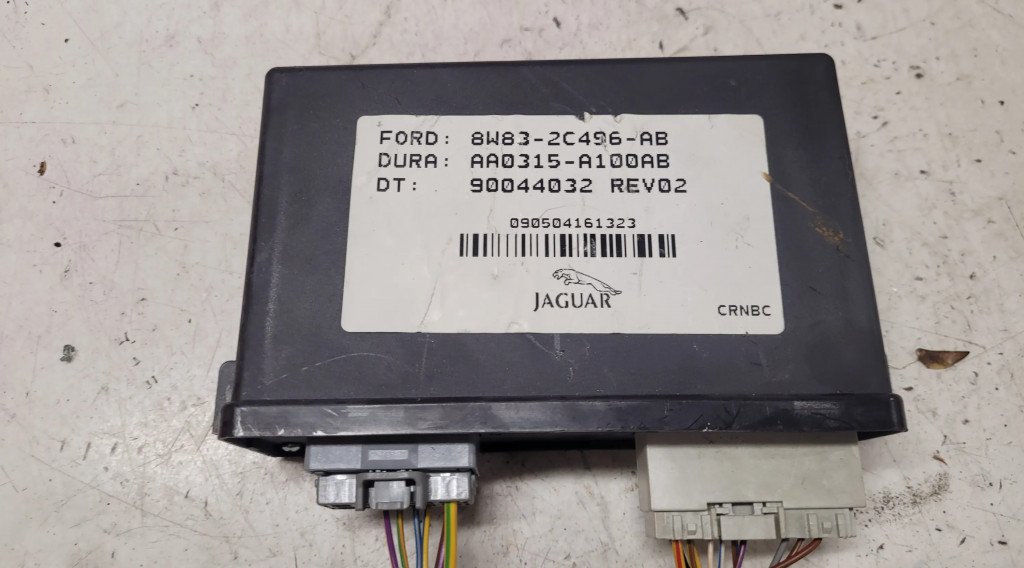 FORD: 8W83-2C496-AB
DURA: AA0315-A100AB
DT: 90044032 REV02
090504161323
JAGUAR
CRNBC